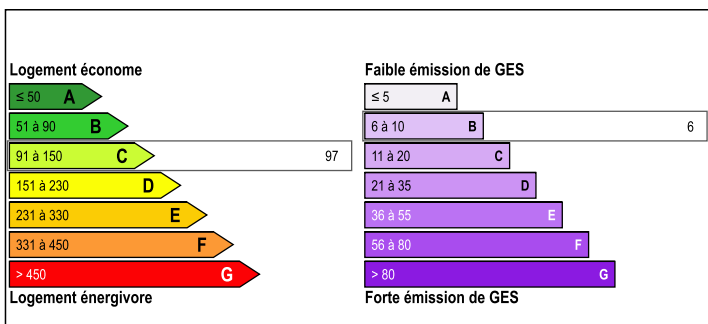 Logement économe
≤ 50 A
51 à 90 B
91 à 150 C 97
151 à 230 D
231 à 330 E
331 à 450 F
> 450 G
Logement énergivore
Faible émission de GES
≤ 5 A
6 à 10 B 6
11 à 20 C
21 à 35 D
36 à 55 E
56 à 80 F
> 80 G
Forte émission de GES